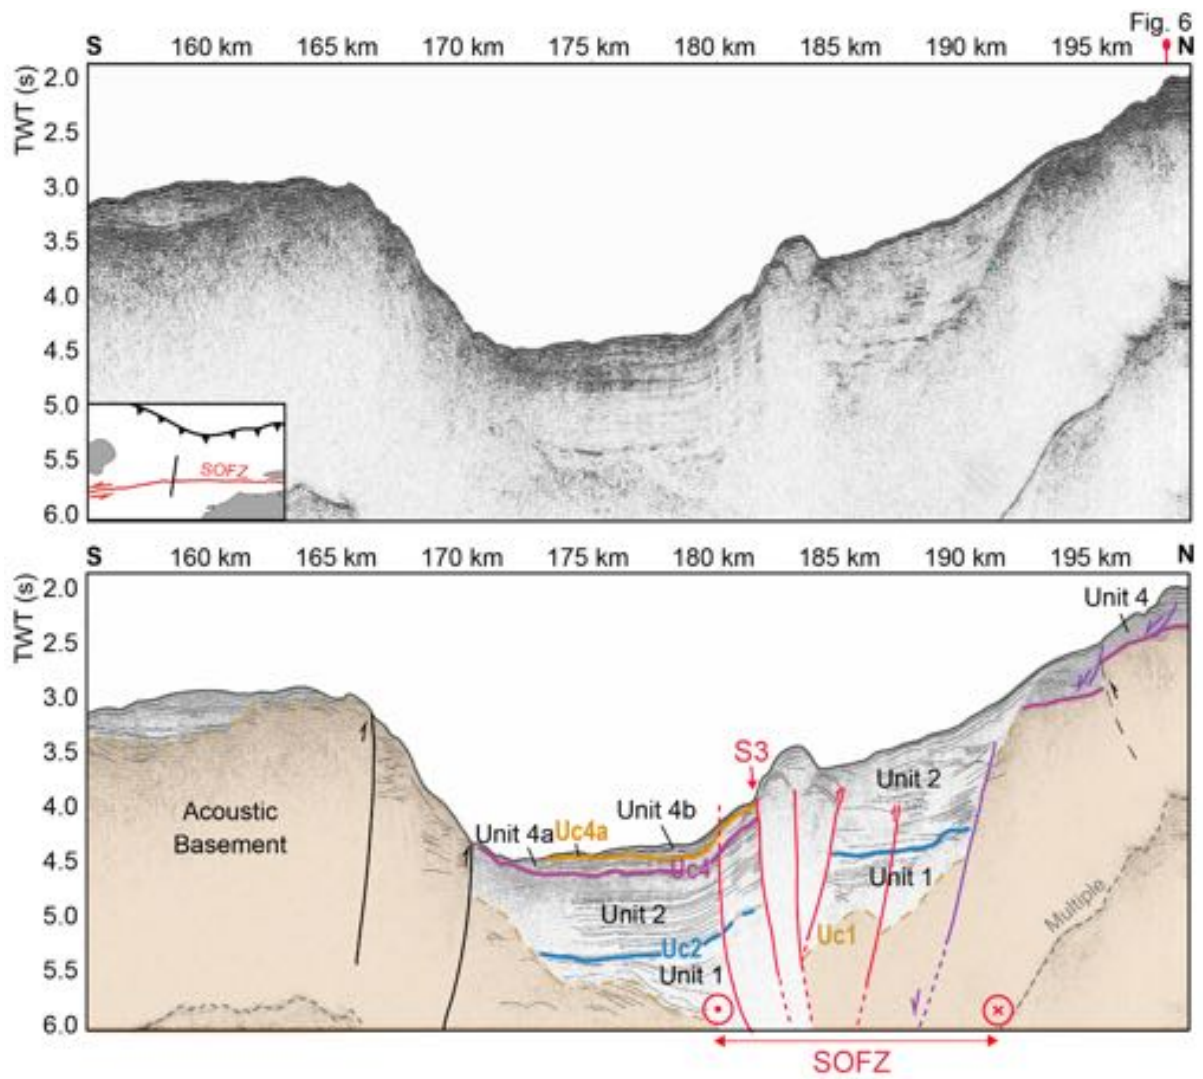 Fig. 6
S 160 km 165 km 170 km 175 km 180 km 185 km 190 km 195 km N
TWT (s)
2.0
2.5
3.0
3.5
4.0
4.5
5.0
5.5
6.0
SOFZ
S 160 km 165 km 170 km 175 km 180 km 185 km 190 km 195 km N
TWT (s)
2.0
2.5
3.0
3.5
4.0
4.5
5.0
5.5
6.0
Unit 4
S3
Acoustic
Basement
Unit 4a
Uc4a
Unit 4b
Unit 2
Uc4
Unit 1
Unit 2
Uc2
Uc1
Multiple
Unit 1
SOFZ